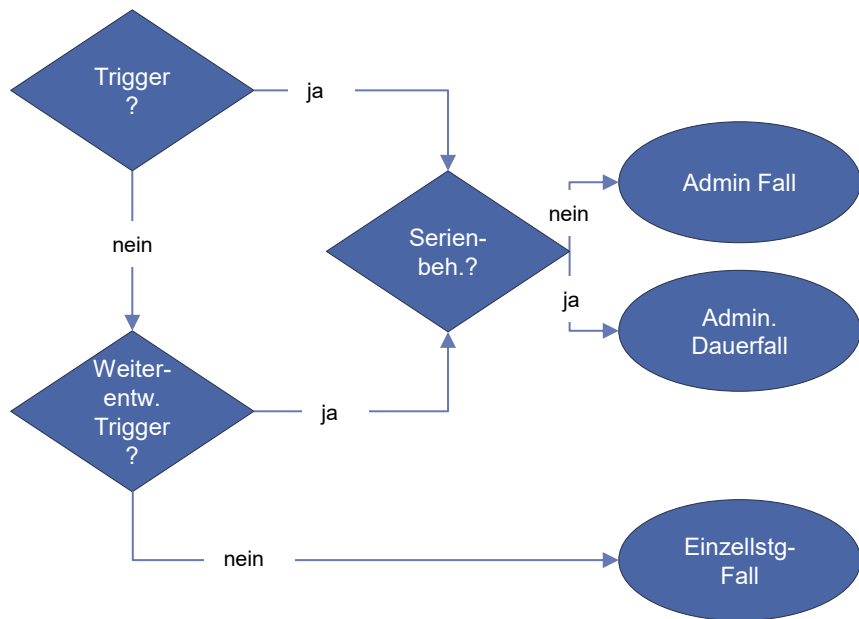 Trigger
?
ja
nein
Serien-
beh.?
nein
ja
Admin Fall
Admin.
Dauerfall
Weiter-
entw.
Trigger
?
ja
nein
Einzellstg-
Fall